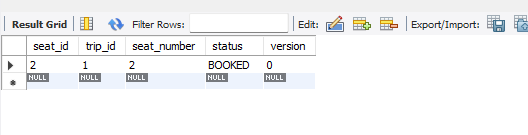 Result Grid Filter Rows: Edit: Export/Import:
seat_id trip_id seat_number status version
2 1 2 BOOKED 0
NULL NULL NULL NULL NULL